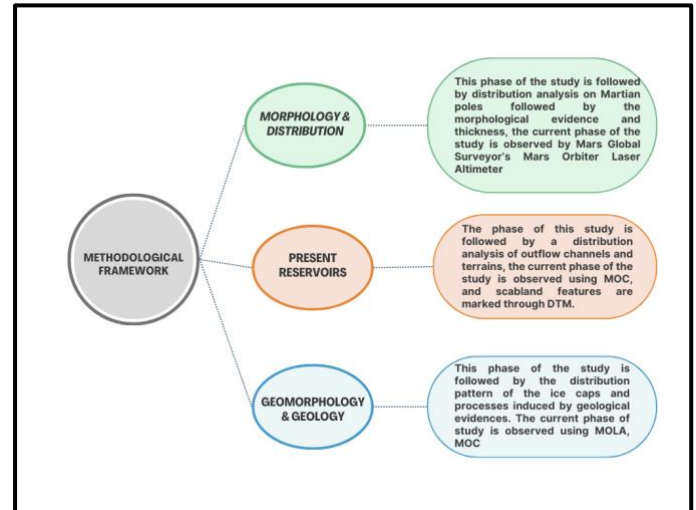 METHODOLOGICAL
FRAMEWORK
MORPHOLOGY &
DISTRIBUTION
This phase of the study is followed
by distribution analysis on Martian
poles followed by the
morphological evidence and
thickness, the current phase of the
study is observed by Mars Global
Surveyor's Mars Orbiter Laser
Altimeter
PRESENT
RESERVOIRS
The phase of this study is
followed by a distribution
analysis of outflow channels and
terrains, the current phase of the
study is observed using MOC,
and scabland features are
marked through DTM.
GEOMORPHOLOGY
& GEOLOGY
This phase of the study is
followed by the distribution
pattern of the ice caps and
processes induced by geological
evidences. The current phase of
study is observed using MOLA,
MOC